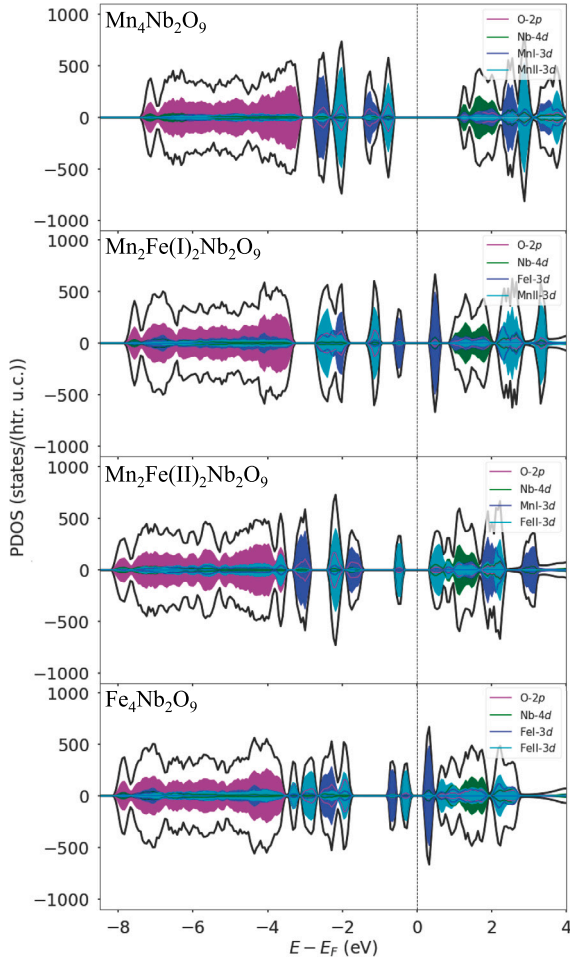 PDOS (states/(htr. u.c.))
Mn₄Nb₂O₉
1000
500
0
−500
−1000
O-2p
Nb-4d
MnI-3d
MnII-3d
Mn₂Fe(I)₂Nb₂O₉
1000
500
0
−500
−1000
O-2p
Nb-4d
FeI-3d
MnII-3d
Mn₂Fe(II)₂Nb₂O₉
1000
500
0
−500
−1000
O-2p
Nb-4d
MnI-3d
FeII-3d
Fe₄Nb₂O₉
1000
500
0
−500
−1000
O-2p
Nb-4d
FeI-3d
FeII-3d
−8 −6 −4 −2 0 2 4
E − E_F (eV)